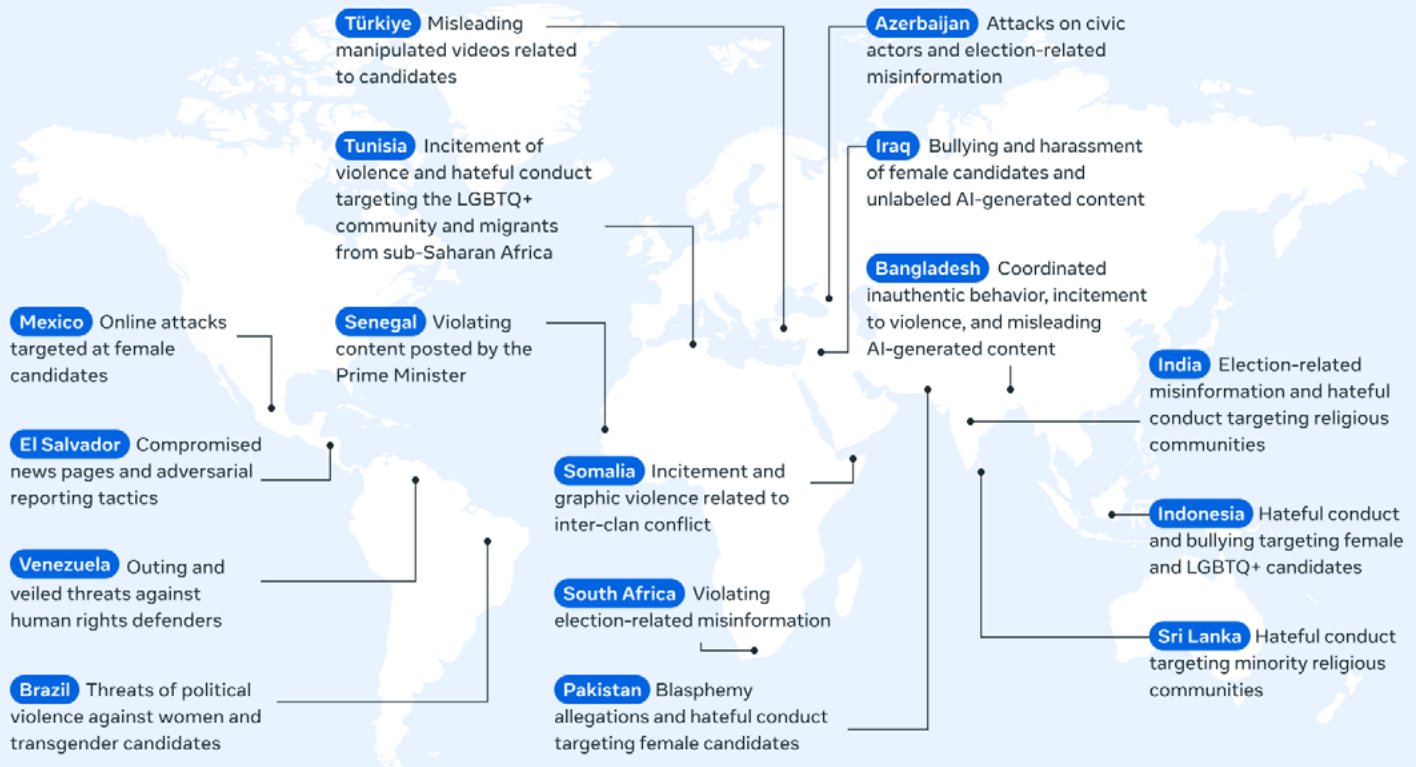 Türkiye Misleading
manipulated videos related
to candidates
Azerbaijan Attacks on civic
actors and election-related
misinformation
Tunisia Incitement of
violence and hateful conduct
targeting the LGBTQ+
community and migrants
from sub-Saharan Africa
Iraq Bullying and harassment
of female candidates and
unlabeled AI-generated content
Bangladesh Coordinated
inauthentic behavior, incitement
to violence, and misleading
AI-generated content
Mexico Online attacks
targeted at female
candidates
Senegal Violating
content posted by the
Prime Minister
India Election-related
misinformation and hateful
conduct targeting religious
communities
El Salvador Compromised
news pages and adversarial
reporting tactics
Somalia Incitement and
graphic violence related to
inter-clan conflict
Indonesia Hateful conduct
and bullying targeting female
and LGBTQ+ candidates
Venezuela Outing and
veiled threats against
human rights defenders
South Africa Violating
election-related misinformation
Sri Lanka Hateful conduct
targeting minority religious
communities
Brazil Threats of political
violence against women and
transgender candidates
Pakistan Blasphemy
allegations and hateful conduct
targeting female candidates